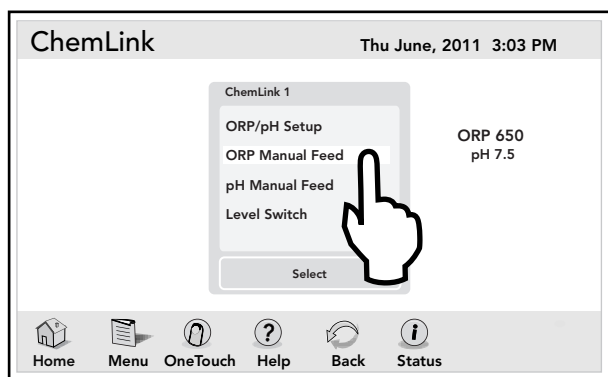 ChemLink
Thu June, 2011 3:03 PM
ChemLink 1
ORP/pH Setup
ORP Manual Feed
pH Manual Feed
Level Switch
Select
ORP 650
pH 7.5
Home Menu OneTouch Help Back Status